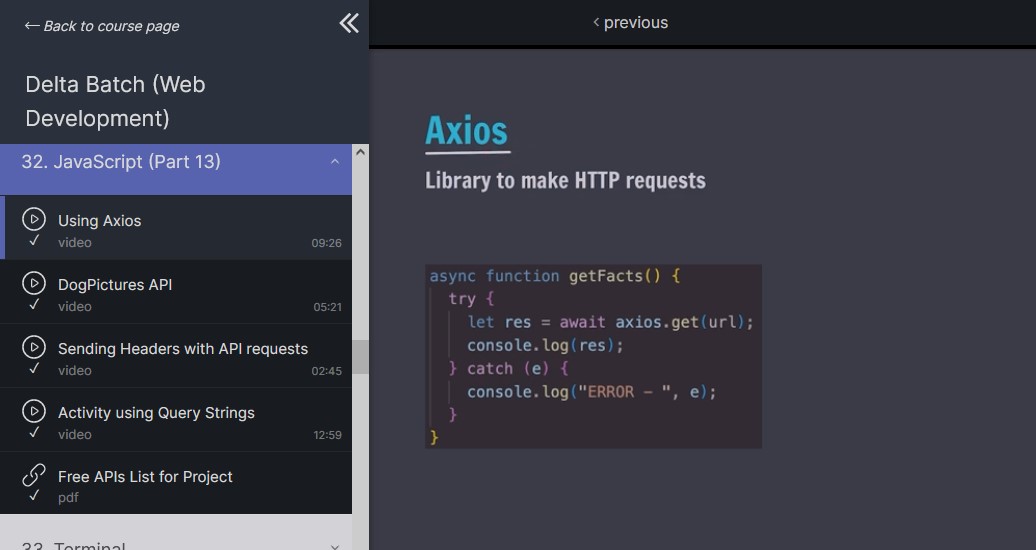 ← Back to course page
Delta Batch (Web
Development)
32. JavaScript (Part 13)
Using Axios
video
09:26
DogPictures API
video
05:21
Sending Headers with API requests
video
02:45
Activity using Query Strings
video
12:59
Free APIs List for Project
pdf
33. Terminal
‹ previous
Axios
Library to make HTTP requests
async function getFacts() {
try {
let res = await axios.get(url);
console.log(res);
} catch (e) {
console.log("ERROR - ", e);
}
}